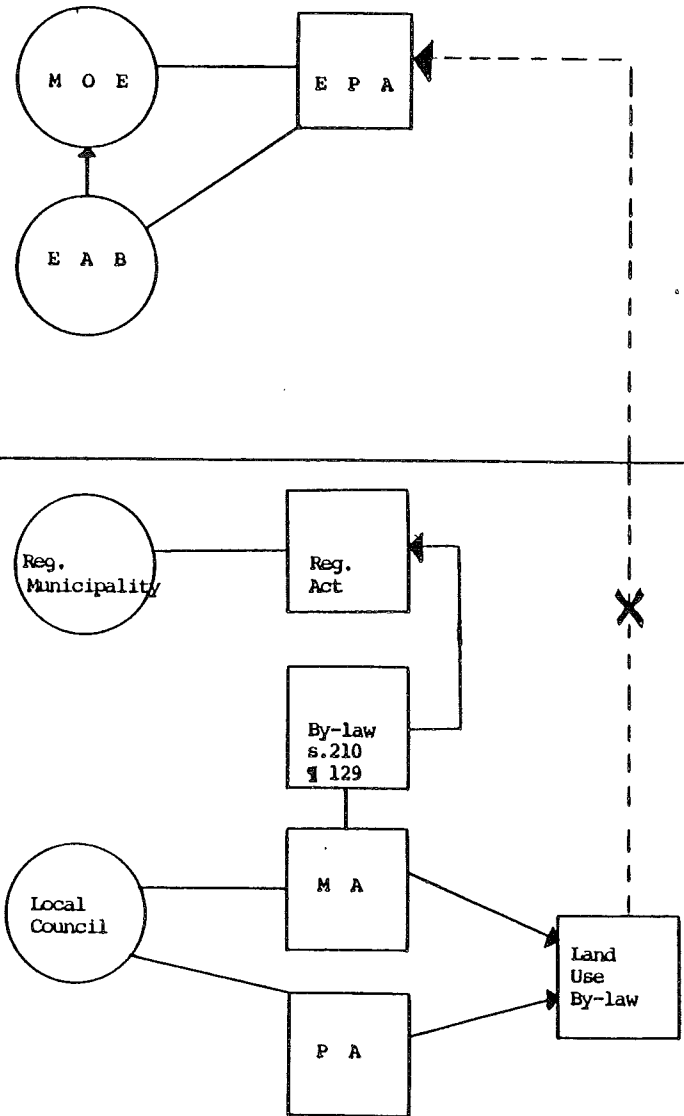 M O E
E P A
E A B
Reg.
Municipality
Reg.
Act
By-law
s.210
¶ 129
M A
Local
Council
Land
Use
By-law
P A